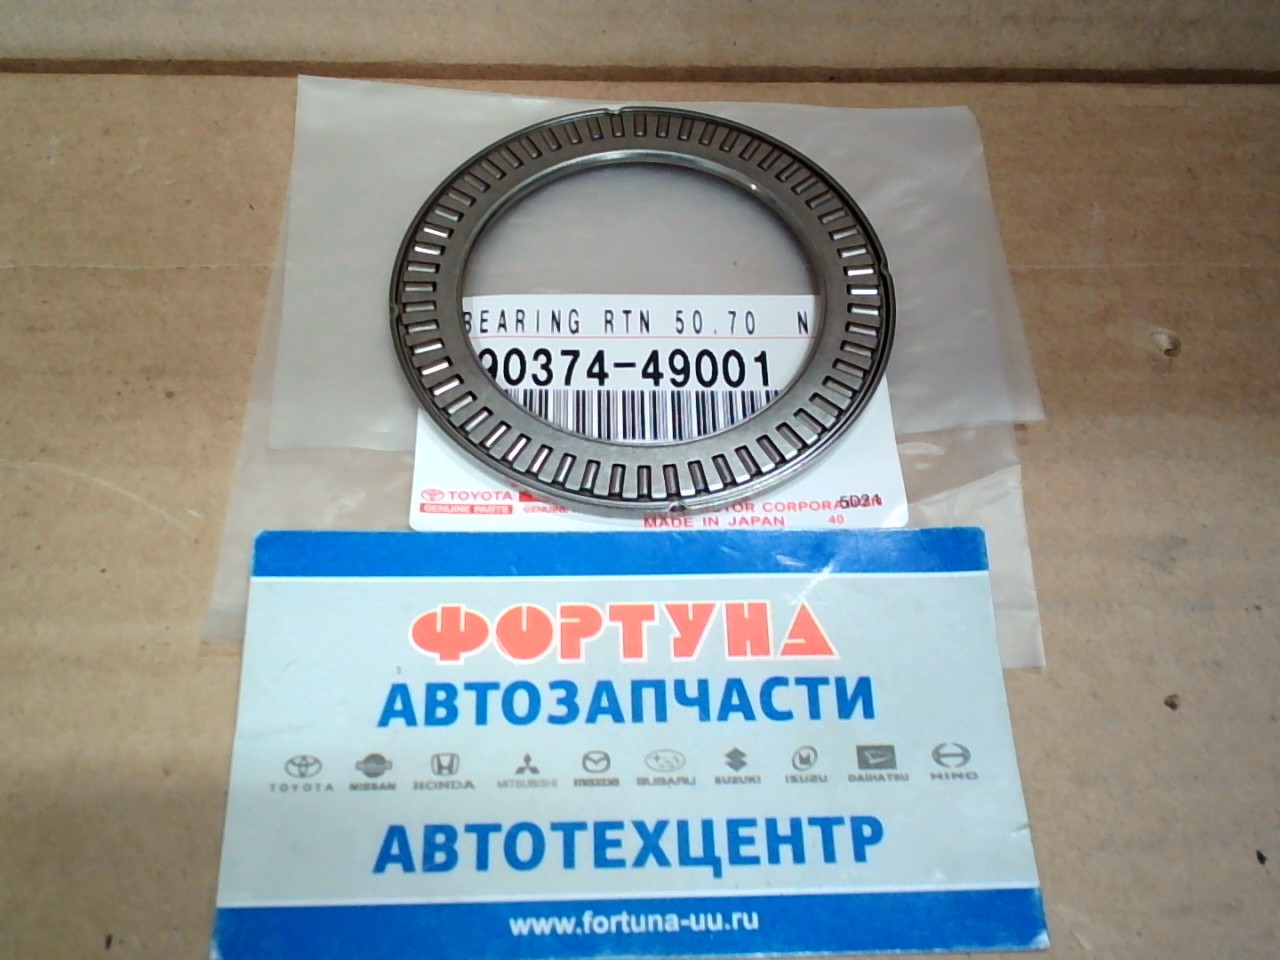 BEARING RTN 50.70 N
90374-49001
TOYOTA
GENUINE PARTS
MOTOR CORPORATION
5D21
MADE IN JAPAN 40
ФОРТУНА
АВТОЗАПЧАСТИ
TOYOTA NISSAN HONDA MITSUBISHI MAZDA SUBARU SUZUKI ISUZU DAIHATSU HINO
АВТОТЕХЦЕНТР
www.fortuna-uu.ru